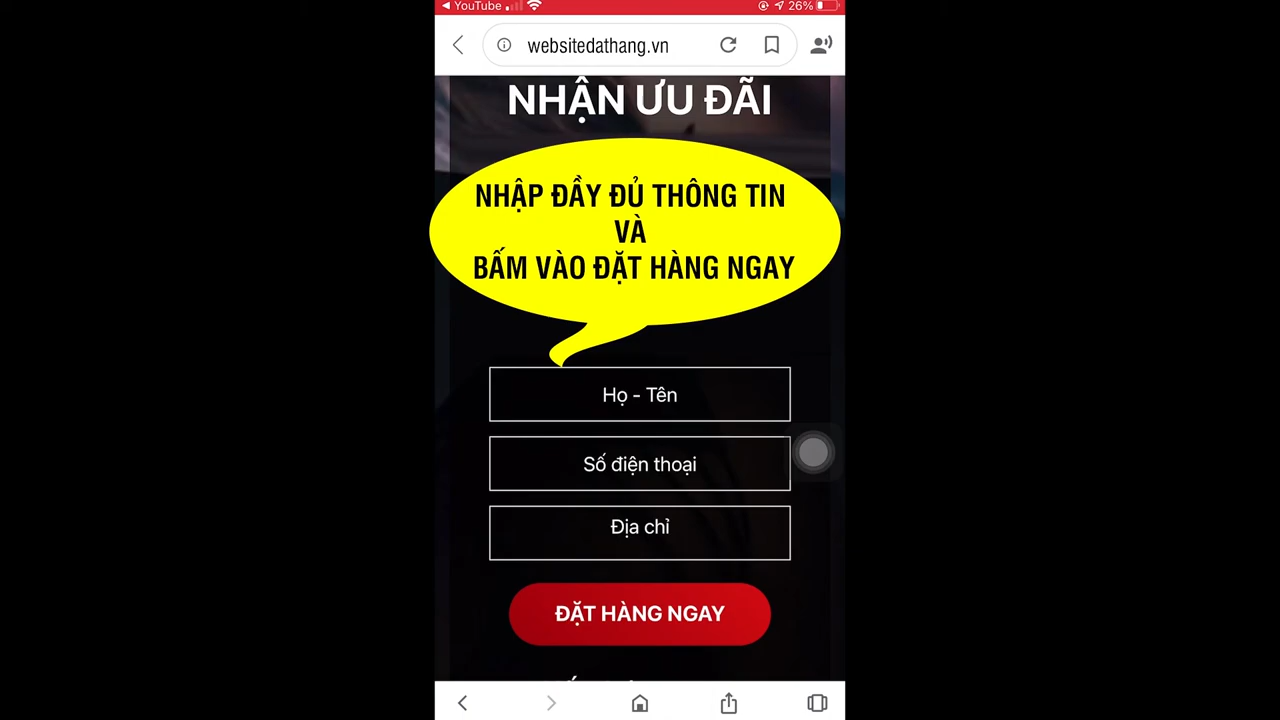 YouTube
26%
websitedathang.vn
NHẬN ƯU ĐÃI
NHẬP ĐẦY ĐỦ THÔNG TIN
VÀ
BẤM VÀO ĐẶT HÀNG NGAY
Họ - Tên
Số điện thoại
Địa chỉ
ĐẶT HÀNG NGAY